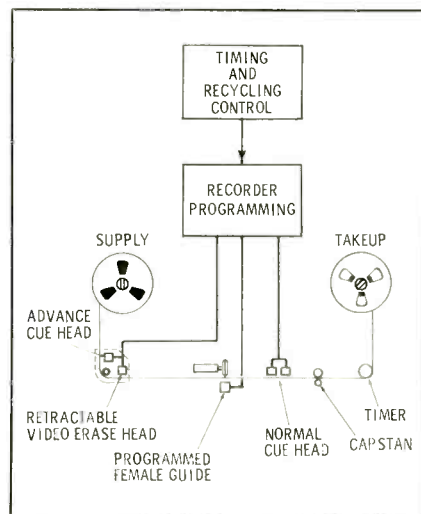 TIMING
AND
RECYCLING
CONTROL
RECORDER
PROGRAMMING
SUPPLY
TAKEUP
ADVANCE
CUE HEAD
RETRACTABLE
VIDEO ERASE HEAD
PROGRAMMED
FEMALE GUIDE
NORMAL
CUE HEAD
CAPSTAN
TIMER